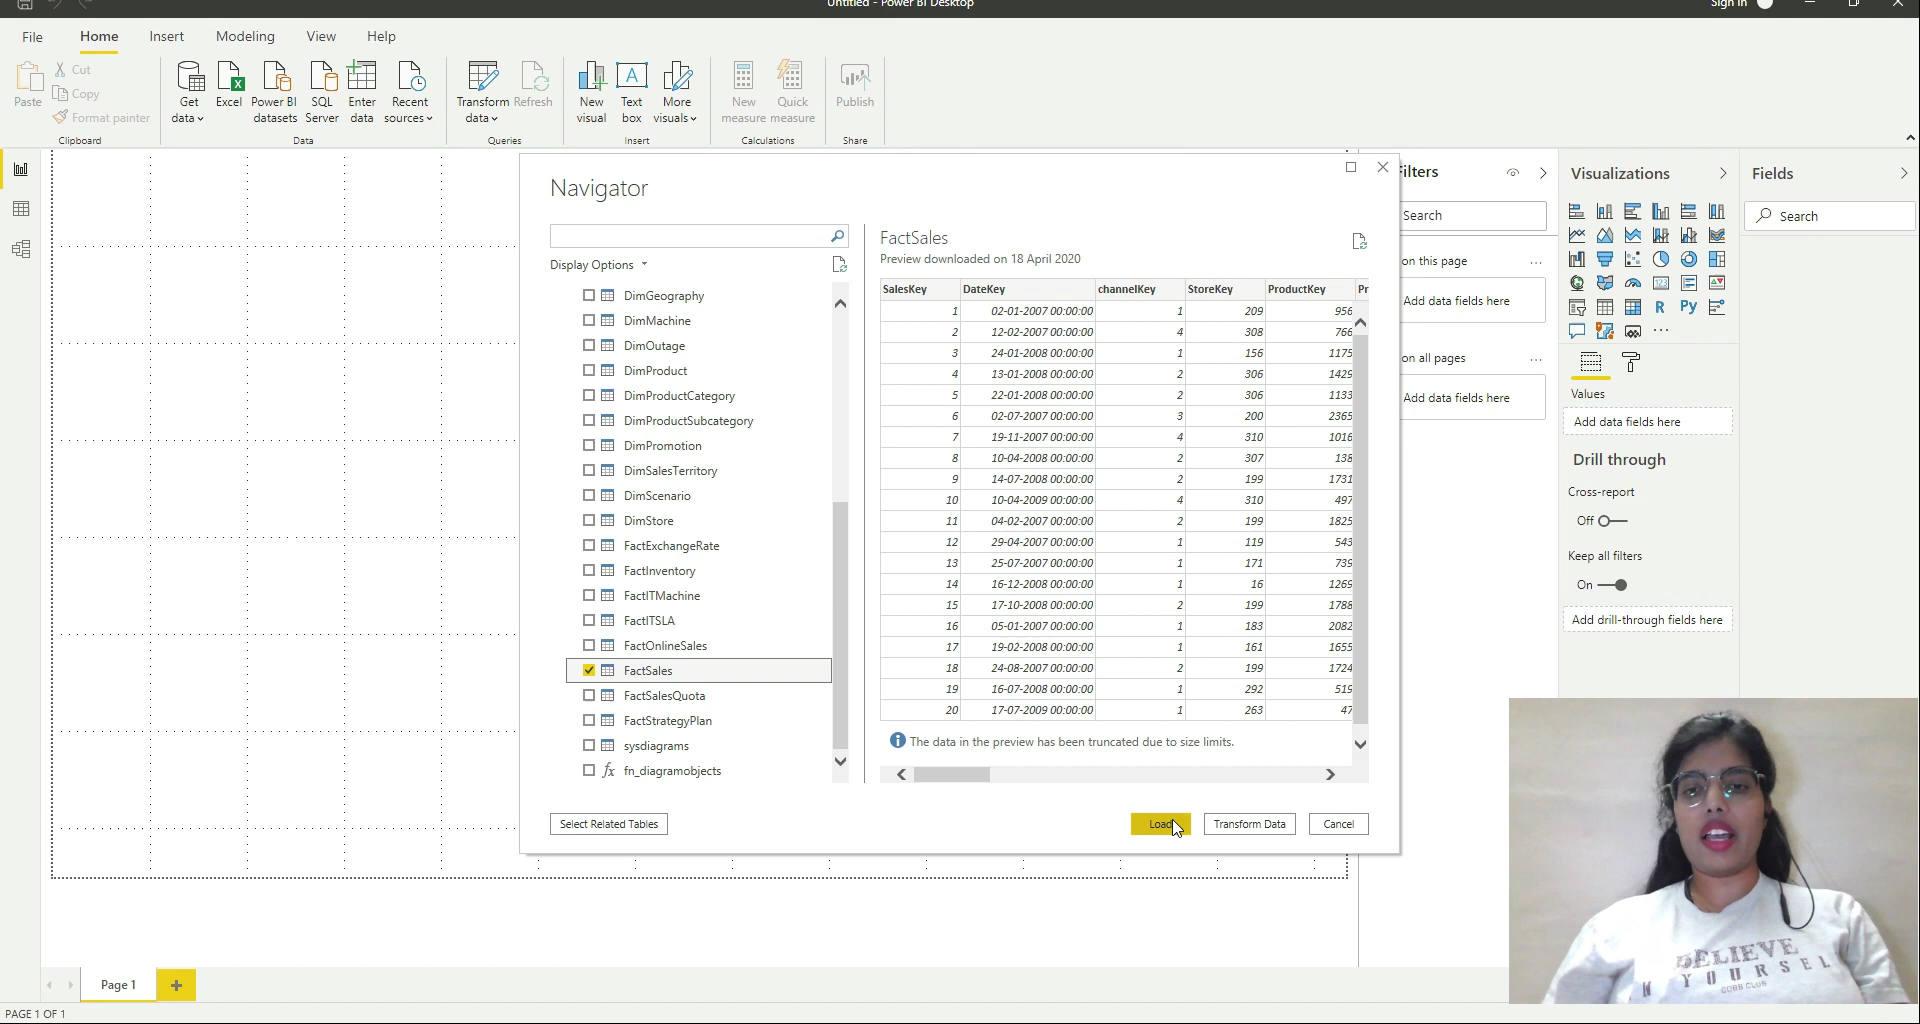 Untitled - Power BI Desktop
Sign in
File
Home
Insert
Modeling
View
Help
Paste
Cut
Copy
Format painter
Clipboard
Get data
Excel
Power BI datasets
SQL Server
Enter data
Recent sources
Data
Transform data
Refresh
Queries
New visual
Text box
More visuals
Insert
New measure
Quick measure
Calculations
Publish
Share
Navigator
Display Options
DimGeography
DimMachine
DimOutage
DimProduct
DimProductCategory
DimProductSubcategory
DimPromotion
DimSalesTerritory
DimScenario
DimStore
FactExchangeRate
FactInventory
FactITMachine
FactITSLA
FactOnlineSales
FactSales
FactSalesQuota
FactStrategyPlan
sysdiagrams
fx fn_diagramobjects
Select Related Tables
FactSales
Preview downloaded on 18 April 2020
SalesKey DateKey channelKey StoreKey ProductKey Pr
1 02-01-2007 00:00:00 1 209 956
2 12-02-2007 00:00:00 4 308 766
3 24-01-2008 00:00:00 1 156 1175
4 13-01-2008 00:00:00 2 306 1429
5 22-01-2008 00:00:00 2 306 1133
6 02-07-2007 00:00:00 3 200 2365
7 19-11-2007 00:00:00 4 310 1016
8 10-04-2008 00:00:00 2 307 138
9 14-07-2008 00:00:00 2 199 1731
10 10-04-2009 00:00:00 4 310 497
11 04-02-2007 00:00:00 2 199 1825
12 29-04-2007 00:00:00 1 119 543
13 25-07-2007 00:00:00 1 171 739
14 16-12-2008 00:00:00 1 16 1269
15 17-10-2008 00:00:00 2 199 1788
16 05-01-2007 00:00:00 1 183 2082
17 19-02-2008 00:00:00 1 161 1655
18 24-08-2007 00:00:00 2 199 1724
19 16-07-2008 00:00:00 1 292 519
20 17-07-2009 00:00:00 1 263 47
The data in the preview has been truncated due to size limits.
Load
Transform Data
Cancel
ilters
Search
on this page
Add data fields here
on all pages
Add data fields here
Visualizations
R
Py
Values
Add data fields here
Drill through
Cross-report
Off
Keep all filters
On
Add drill-through fields here
Fields
Search
BELIEVE
YOURSEL
COBB CLUB
Page 1
PAGE 1 OF 1